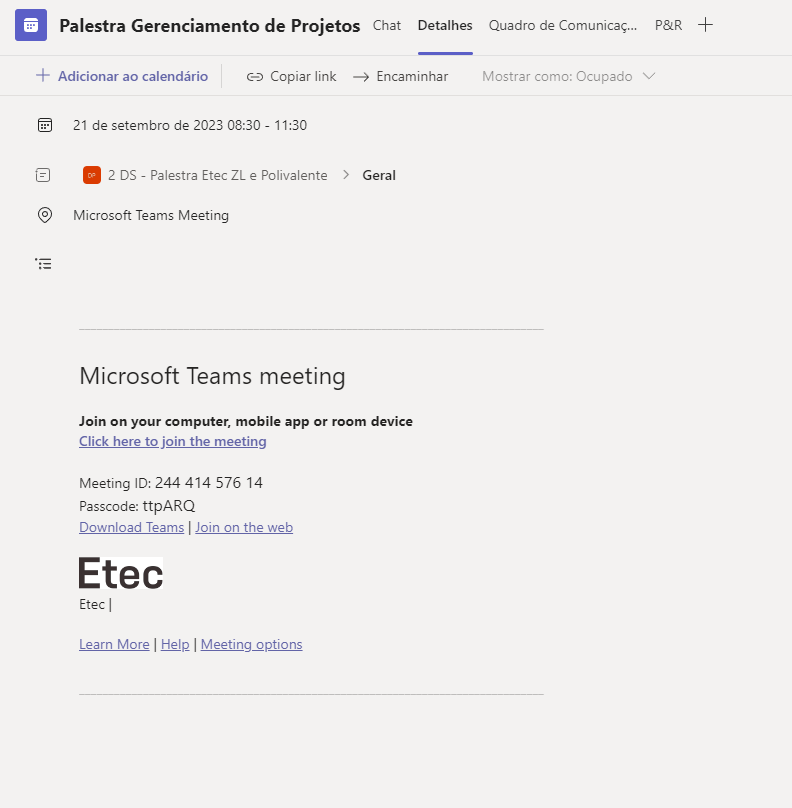 Palestra Gerenciamento de Projetos Chat Detalhes Quadro de Comunicaç... P&R
Adicionar ao calendário Copiar link Encaminhar Mostrar como: Ocupado
21 de setembro de 2023 08:30 - 11:30
DP 2 DS - Palestra Etec ZL e Polivalente > Geral
Microsoft Teams Meeting
Microsoft Teams meeting
Join on your computer, mobile app or room device
Click here to join the meeting
Meeting ID: 244 414 576 14
Passcode: ttpARQ
Download Teams | Join on the web
Etec
Etec |
Learn More | Help | Meeting options